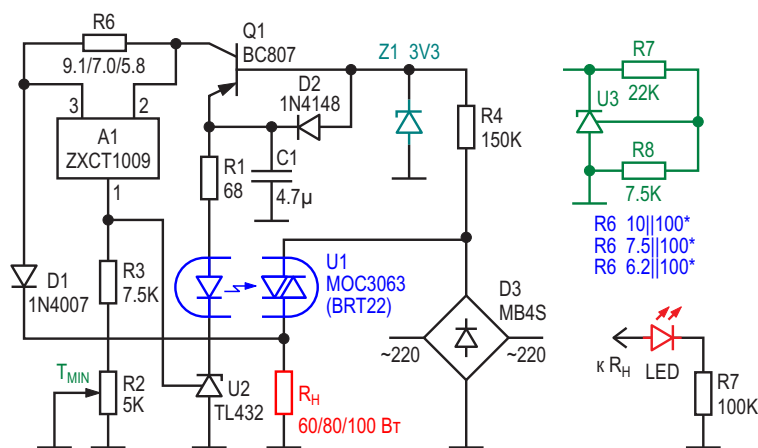 R6
9.1/7.0/5.8
Q1
BC807
Z1 3V3
R7
22K
U3
R8
7.5K
3
2
A1
ZXCT1009
1
D2
1N4148
R4
150K
R1
68
C1
4.7µ
R6 10||100*
R6 7.5||100*
R6 6.2||100*
U1
MOC3063
(BRT22)
D1
1N4007
R3
7.5K
D3
MB4S
~220
~220
TMIN
R2
5K
U2
TL432
RH
60/80/100 Вт
к RH
LED
R7
100K